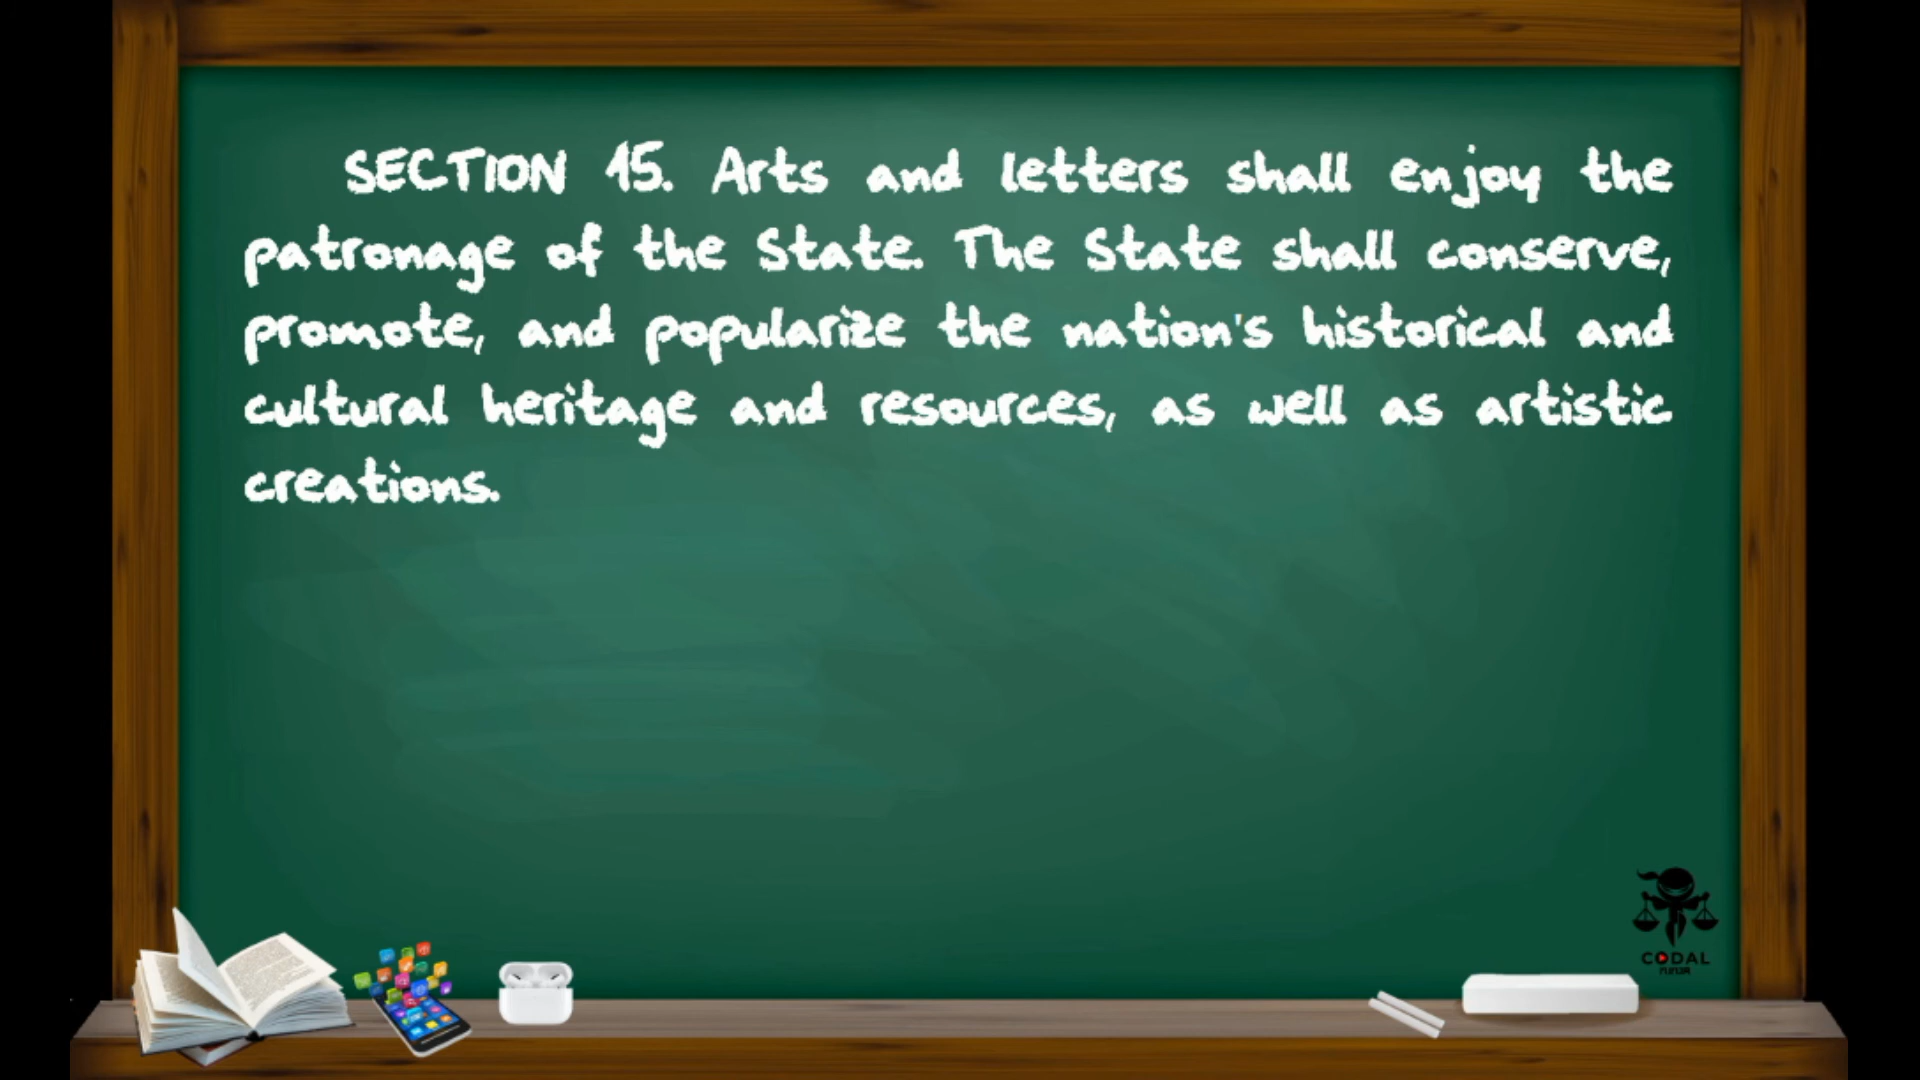 SECTION 15. Arts and letters shall enjoy the
patronage of the State. The State shall conserve,
promote, and popularize the nation's historical and
cultural heritage and resources, as well as artistic
creations.
CODAL
NINJA